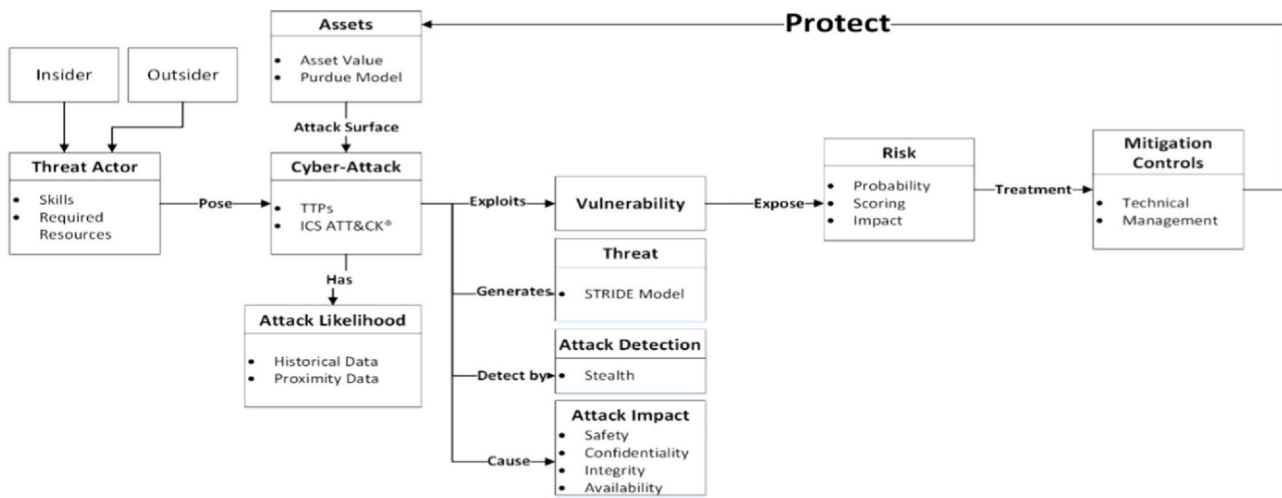 Protect
Assets
• Asset Value
• Purdue Model
Insider
Outsider
Attack Surface
Threat Actor
• Skills
• Required
Resources
Pose
Cyber-Attack
• TTPs
• ICS ATT&CK®
Has
Attack Likelihood
• Historical Data
• Proximity Data
Exploits
Vulnerability
Expose
Risk
• Probability
• Scoring
• Impact
Treatment
Mitigation
Controls
• Technical
• Management
Generates
Threat
• STRIDE Model
Detect by
Attack Detection
• Stealth
Cause
Attack Impact
• Safety
• Confidentiality
• Integrity
• Availability